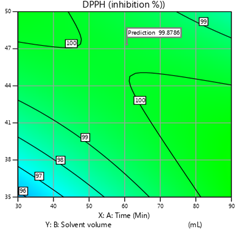 DPPH (inhibition %))
50
47
44
41
38
35
99
100
Prediction 99.8786
100
99
98
97
96
30 40 50 60 70 80 90
X: A: Time (Min)
Y: B: Solvent volume (mL)